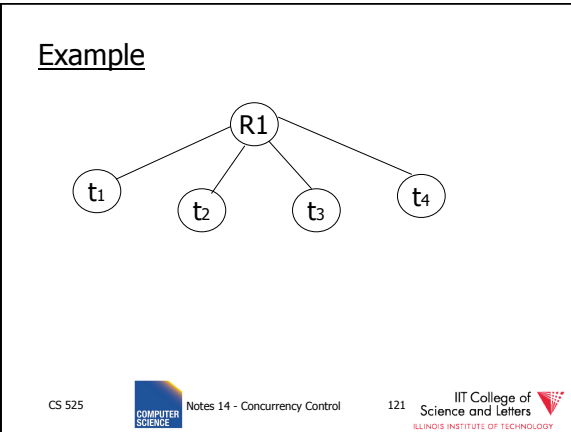 Example
R1
t1
t2
t3
t4
CS 525
COMPUTER
SCIENCE
Notes 14 - Concurrency Control
121
IIT College of
Science and Letters
ILLINOIS INSTITUTE OF TECHNOLOGY